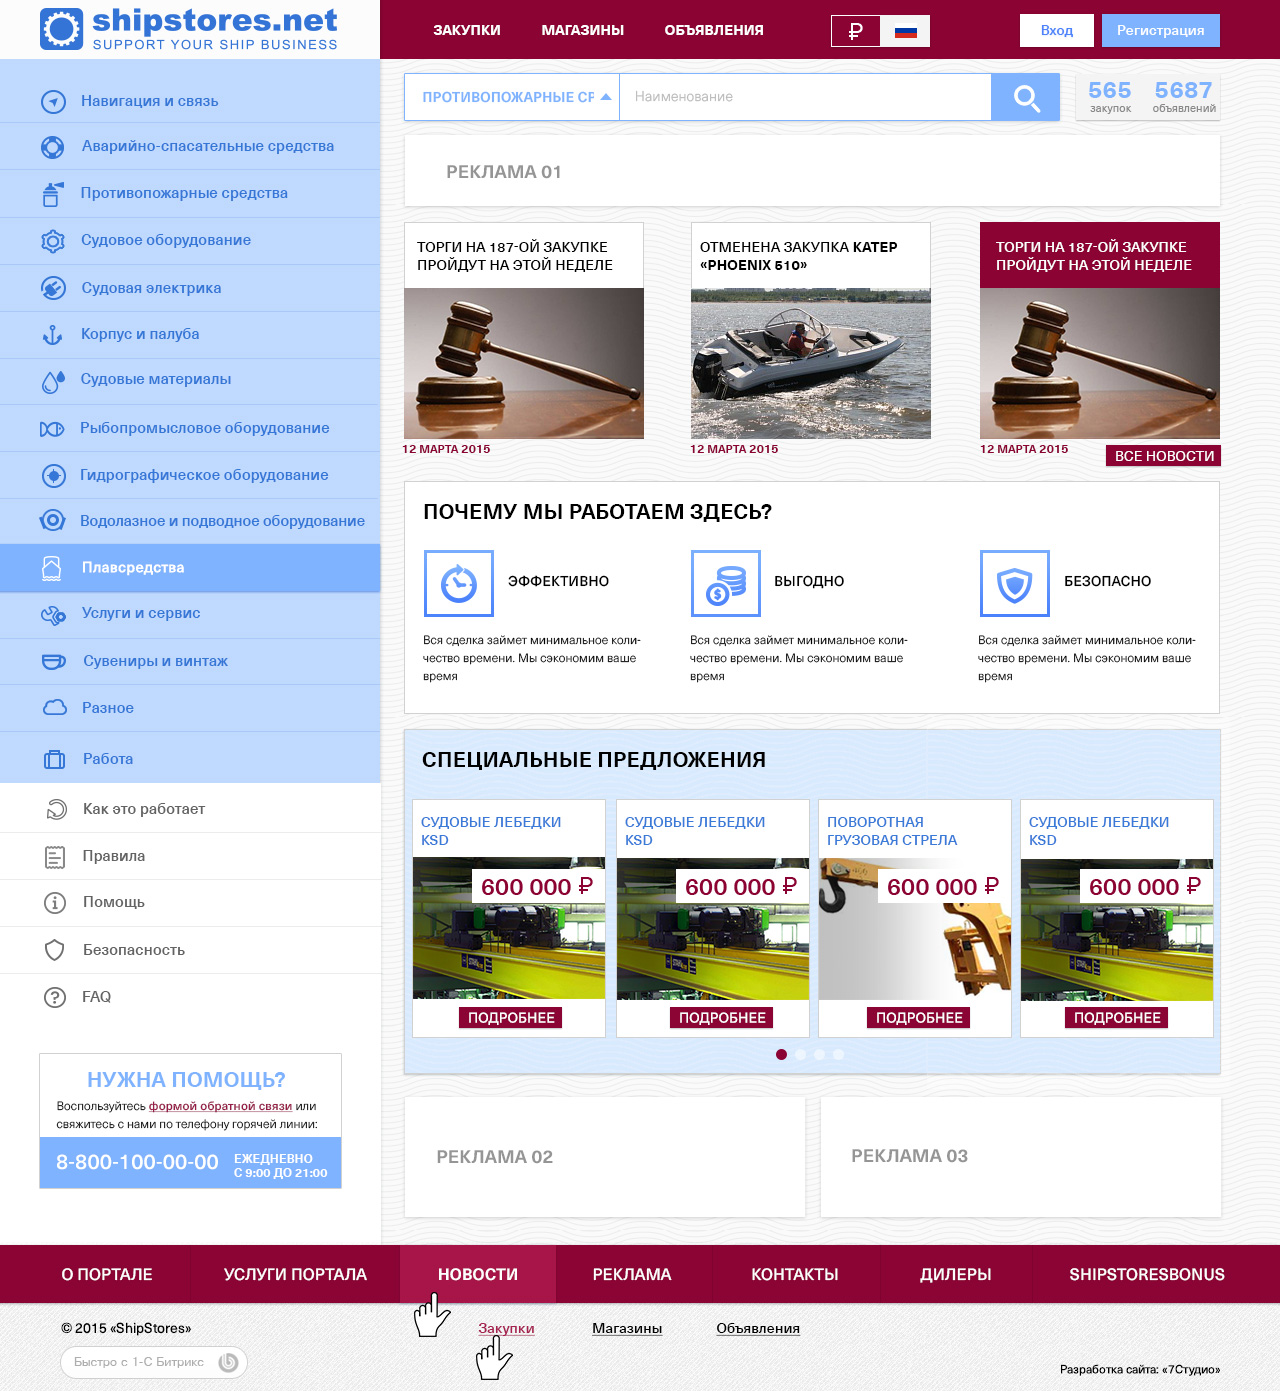 shipstores.net
SUPPORT YOUR SHIP BUSINESS
ЗАКУПКИ МАГАЗИНЫ ОБЪЯВЛЕНИЯ ₽ Вход Регистрация
ПРОТИВОПОЖАРНЫЕ СР Наименование
565 5687
закупок объявлений
Навигация и связь
Аварийно-спасательные средства
Противопожарные средства
Судовое оборудование
Судовая электрика
Корпус и палуба
Судовые материалы
Рыбопромысловое оборудование
Гидрографическое оборудование
Водолазное и подводное оборудование
Плавсредства
Услуги и сервис
Сувениры и винтаж
Разное
Работа
Как это работает
Правила
Помощь
Безопасность
FAQ
НУЖНА ПОМОЩЬ?
Воспользуйтесь формой обратной связи или
свяжитесь с нами по телефону горячей линии:
8-800-100-00-00
ЕЖЕДНЕВНО
С 9:00 ДО 21:00
РЕКЛАМА 01
ТОРГИ НА 187-ОЙ ЗАКУПКЕ
ПРОЙДУТ НА ЭТОЙ НЕДЕЛЕ
12 МАРТА 2015
ОТМЕНЕНА ЗАКУПКА КАТЕР
«PHOENIX 510»
12 МАРТА 2015
ТОРГИ НА 187-ОЙ ЗАКУПКЕ
ПРОЙДУТ НА ЭТОЙ НЕДЕЛЕ
12 МАРТА 2015
ВСЕ НОВОСТИ
ПОЧЕМУ МЫ РАБОТАЕМ ЗДЕСЬ?
ЭФФЕКТИВНО
Вся сделка займет минимальное коли-
чество времени. Мы сэкономим ваше
время
ВЫГОДНО
Вся сделка займет минимальное коли-
чество времени. Мы сэкономим ваше
время
БЕЗОПАСНО
Вся сделка займет минимальное коли-
чество времени. Мы сэкономим ваше
время
СПЕЦИАЛЬНЫЕ ПРЕДЛОЖЕНИЯ
СУДОВЫЕ ЛЕБЕДКИ
KSD
600 000 ₽
ПОДРОБНЕЕ
СУДОВЫЕ ЛЕБЕДКИ
KSD
600 000 ₽
ПОДРОБНЕЕ
ПОВОРОТНАЯ
ГРУЗОВАЯ СТРЕЛА
600 000 ₽
ПОДРОБНЕЕ
СУДОВЫЕ ЛЕБЕДКИ
KSD
600 000 ₽
ПОДРОБНЕЕ
РЕКЛАМА 02
РЕКЛАМА 03
О ПОРТАЛЕ УСЛУГИ ПОРТАЛА НОВОСТИ РЕКЛАМА КОНТАКТЫ ДИЛЕРЫ SHIPSTORESBONUS
© 2015 «ShipStores» Закупки Магазины Объявления
Быстро с 1-С Битрикс
Разработка сайта: «7Студио»